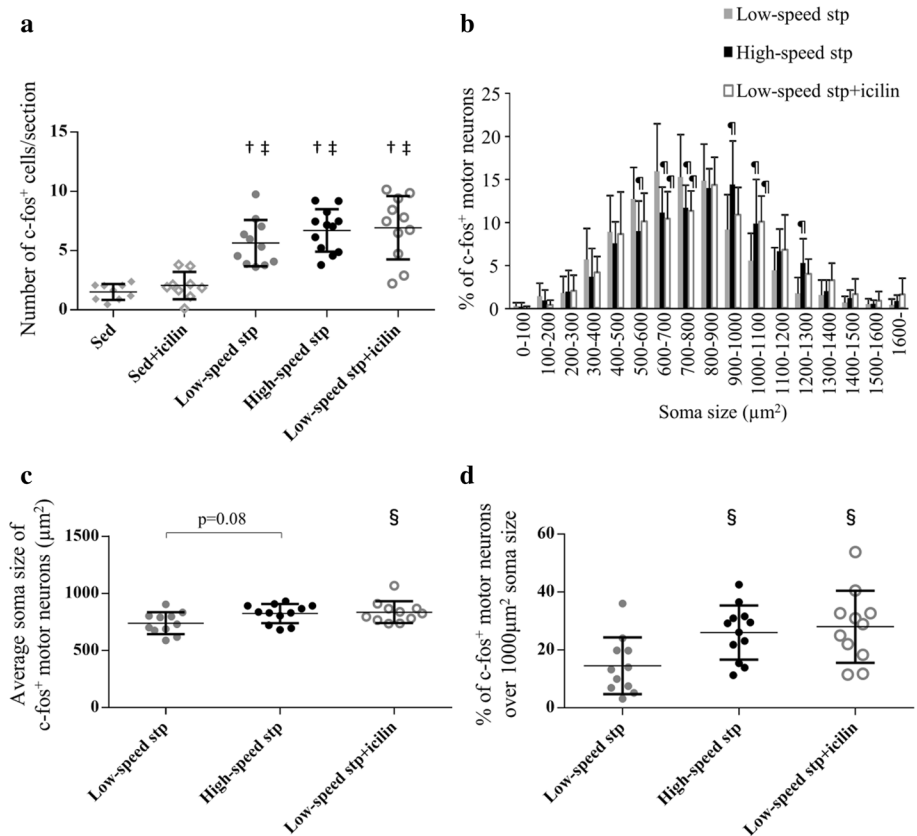 a
Number of c-fos+ cells/section
15
10
5
0
† ‡
† ‡
† ‡
Sed
Sed+icilin
Low-speed stp
High-speed stp
Low-speed stp+icilin
b
Low-speed stp
High-speed stp
Low-speed stp+icilin
% of c-fos+ motor neurons
25
20
15
10
5
0
¶
¶ ¶
¶ ¶
¶
¶ ¶
¶
0-100
100-200
200-300
300-400
400-500
500-600
600-700
700-800
800-900
900-1000
1000-1100
1100-1200
1200-1300
1300-1400
1400-1500
1500-1600
1600-
Soma size (µm2)
c
Average soma size of
c-fos+ motor neurons (µm2)
1500
1000
500
0
p=0.08
§
Low-speed stp
High-speed stp
Low-speed stp+icilin
d
% of c-fos+ motor neurons
over 1000µm2 soma size
60
40
20
0
§
§
Low-speed stp
High-speed stp
Low-speed stp+icilin